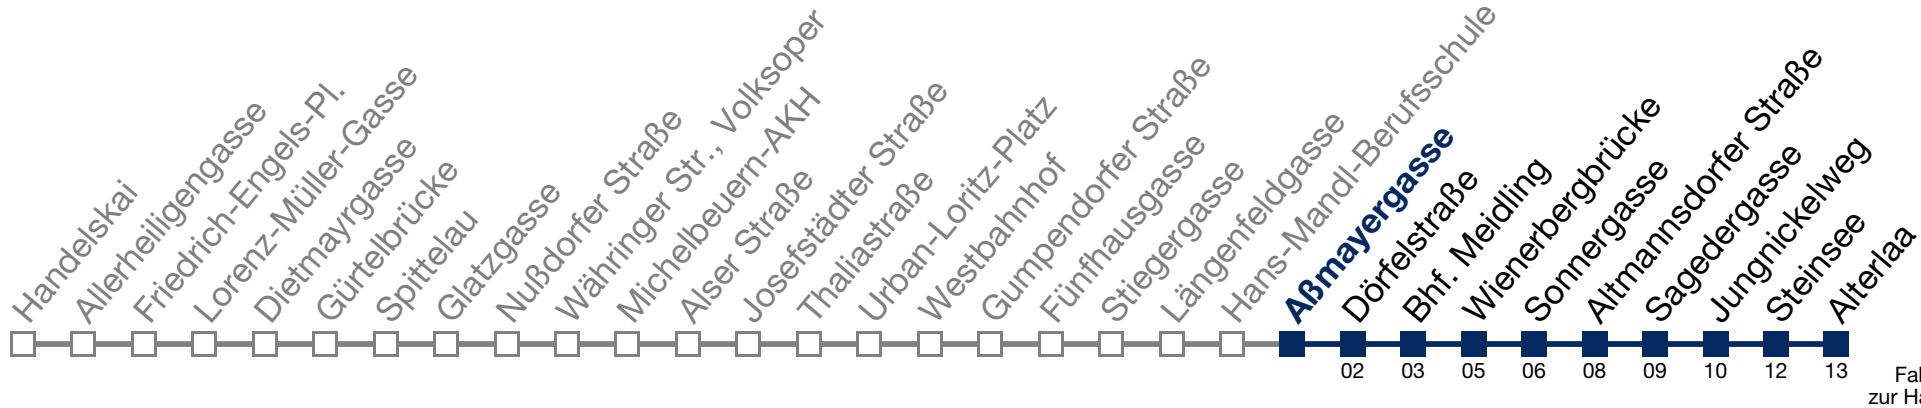 Handelskai
Allerheiligengasse
Friedrich-Engels-Pl.
Lorenz-Müller-Gasse
Dietmayrgasse
Gürtelbrücke
Spittelau
Glatzgasse
Nußdorfer Straße
Währinger Str., Volksoper
Michelbeuern-AKH
Alser Straße
Josefstädter Straße
Thaliastraße
Urban-Loritz-Platz
Westbahnhof
Gumpendorfer Straße
Fünfhausgasse
Stiegergasse
Längenfeldgasse
Hans-Mandl-Berufsschule
Aßmayergasse
Dörfelstraße
Bhf. Meidling
Wienerbergbrücke
Sonnergasse
Altmannsdorfer Straße
Sagedergasse
Jungnickelweg
Steinsee
Alterlaa
02 03 05 06 08 09 10 12 13
Fal
zur Ha